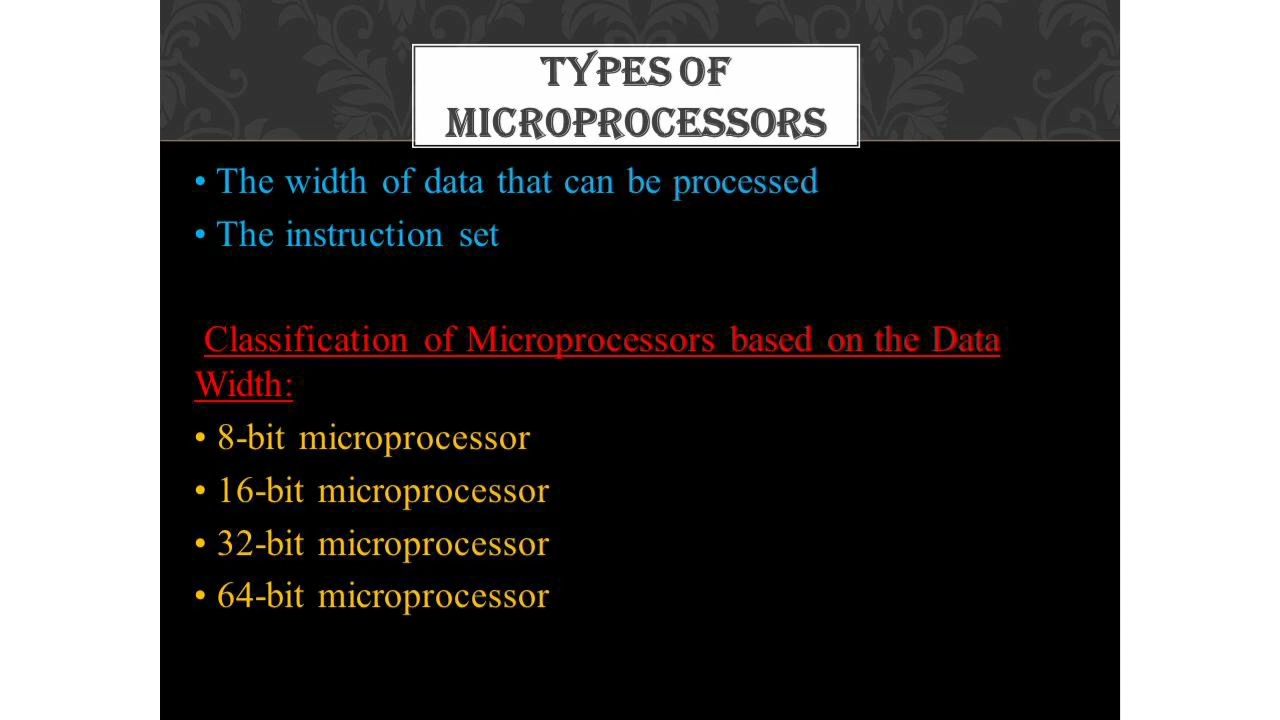 TYPES OF
MICROPROCESSORS
• The width of data that can be processed
• The instruction set
Classification of Microprocessors based on the Data
Width:
• 8-bit microprocessor
• 16-bit microprocessor
• 32-bit microprocessor
• 64-bit microprocessor